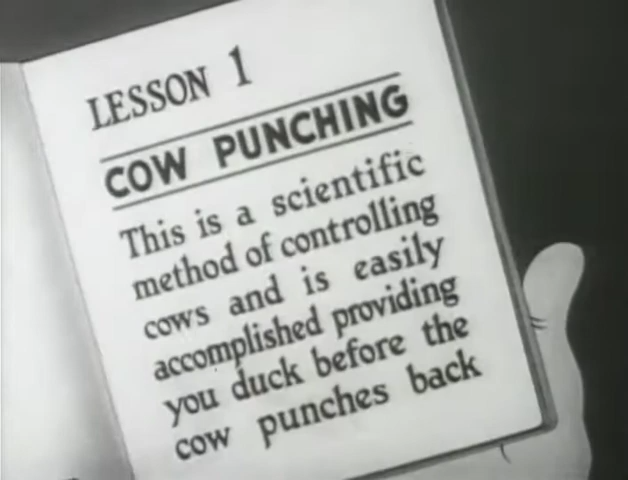 LESSON 1
COW PUNCHING
This is a scientific
method of controlling
cows and is easily
accomplished providing
you duck before the
cow punches back